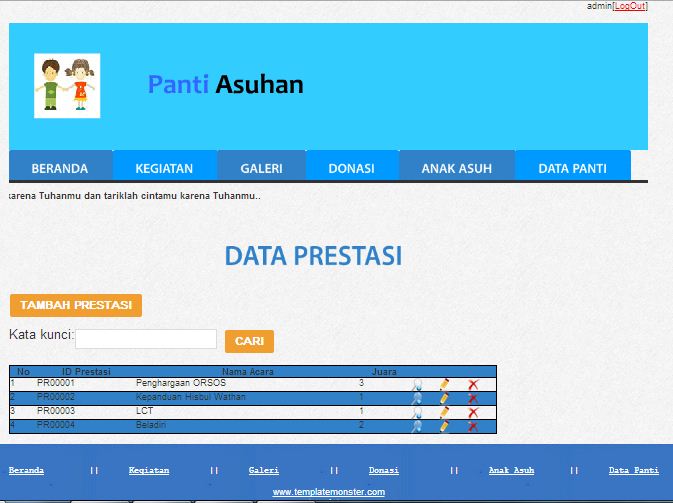 admin[LogOut]
Panti Asuhan
BERANDA KEGIATAN GALERI DONASI ANAK ASUH DATA PANTI
karena Tuhanmu dan tariklah cintamu karena Tuhanmu..
DATA PRESTASI
TAMBAH PRESTASI
Kata kunci: CARI
No ID Prestasi Nama Acara Juara
1 PR00001 Penghargaan ORSOS 3
2 PR00002 Kepanduan Hisbul Wathan 1
3 PR00003 LCT 1
4 PR00004 Beladiri 2
Beranda || Kegiatan || Galeri || Donasi || Anak Asuh || Data Panti
www.templatemonster.com